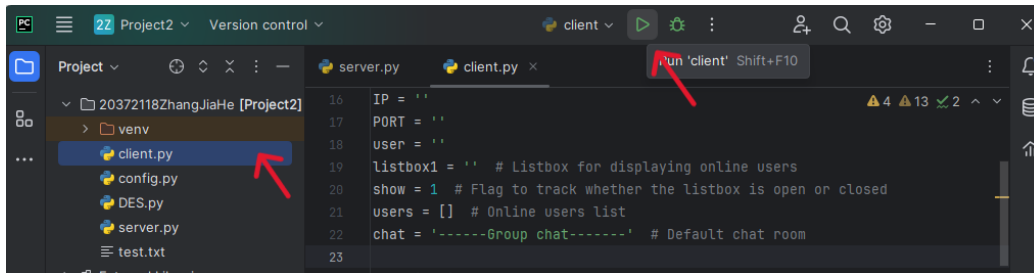 PC 2Z Project2 Version control client
Project server.py client.py Run 'client' Shift+F10
20372118ZhangJiaHe [Project2]
venv
client.py
config.py
DES.py
server.py
test.txt
4 13 2
16 IP = ''
17 PORT = ''
18 user = ''
19 listbox1 = '' # Listbox for displaying online users
20 show = 1 # Flag to track whether the listbox is open or closed
21 users = [] # Online users list
22 chat = '------Group chat-------' # Default chat room
23